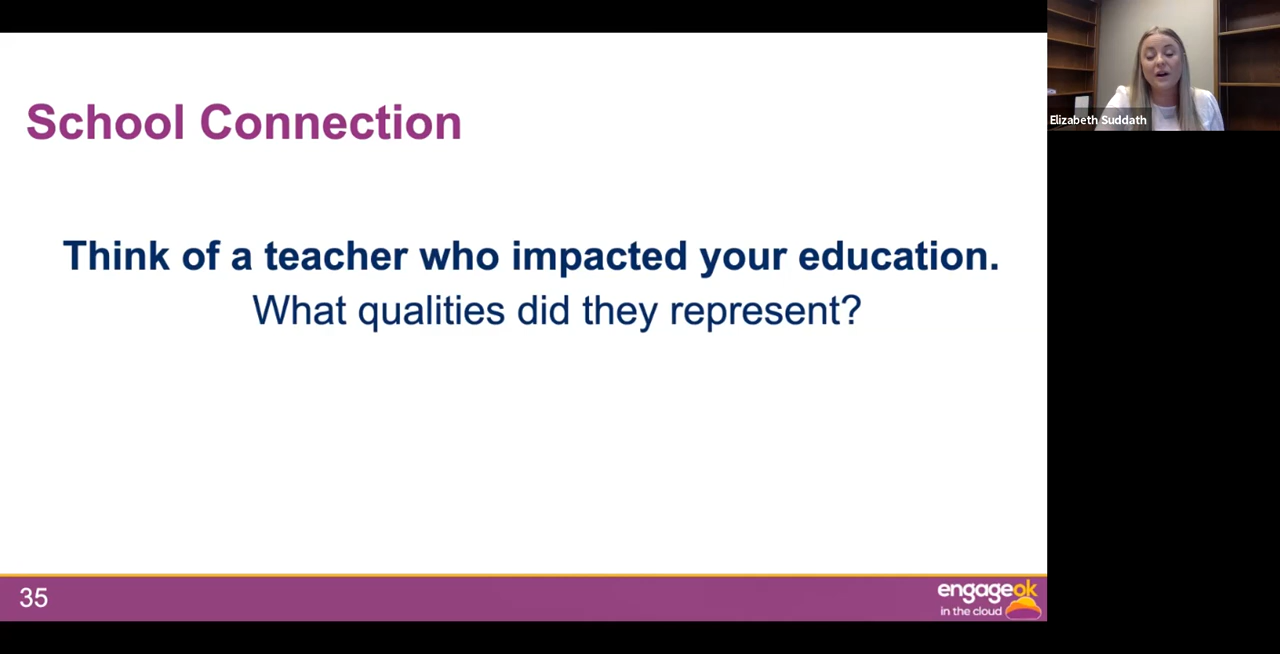 School Connection
Think of a teacher who impacted your education.
What qualities did they represent?
35
engageok
in the cloud
Elizabeth Suddath